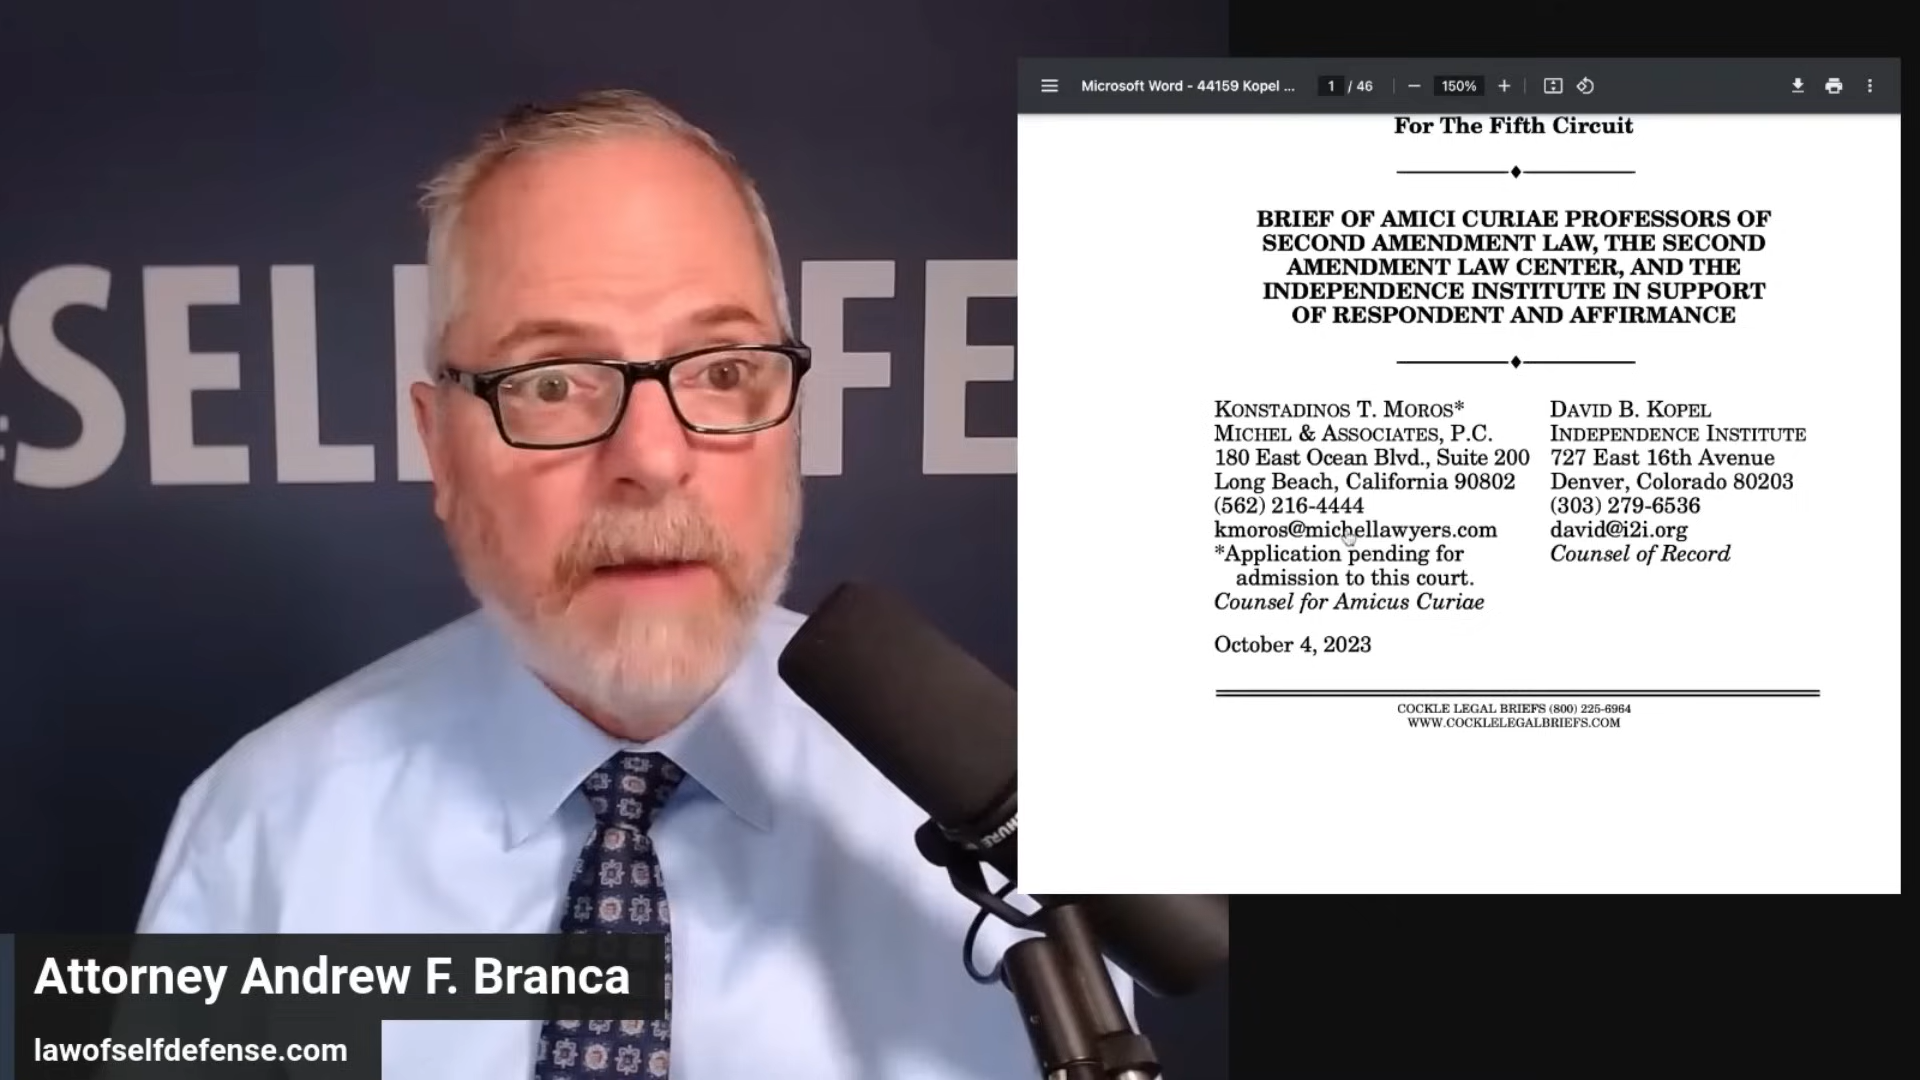 SEL FE
Attorney Andrew F. Branca
lawofselfdefense.com
Microsoft Word - 44159 Kopel ...
1 / 46
150%
For The Fifth Circuit
BRIEF OF AMICI CURIAE PROFESSORS OF
SECOND AMENDMENT LAW, THE SECOND
AMENDMENT LAW CENTER, AND THE
INDEPENDENCE INSTITUTE IN SUPPORT
OF RESPONDENT AND AFFIRMANCE
KONSTADINOS T. MOROS*
MICHEL & ASSOCIATES, P.C.
180 East Ocean Blvd., Suite 200
Long Beach, California 90802
(562) 216-4444
kmoros@michellawyers.com
*Application pending for
admission to this court.
Counsel for Amicus Curiae
October 4, 2023
DAVID B. KOPEL
INDEPENDENCE INSTITUTE
727 East 16th Avenue
Denver, Colorado 80203
(303) 279-6536
david@i2i.org
Counsel of Record
COCKLE LEGAL BRIEFS (800) 225-6964
WWW.COCKLELEGALBRIEFS.COM